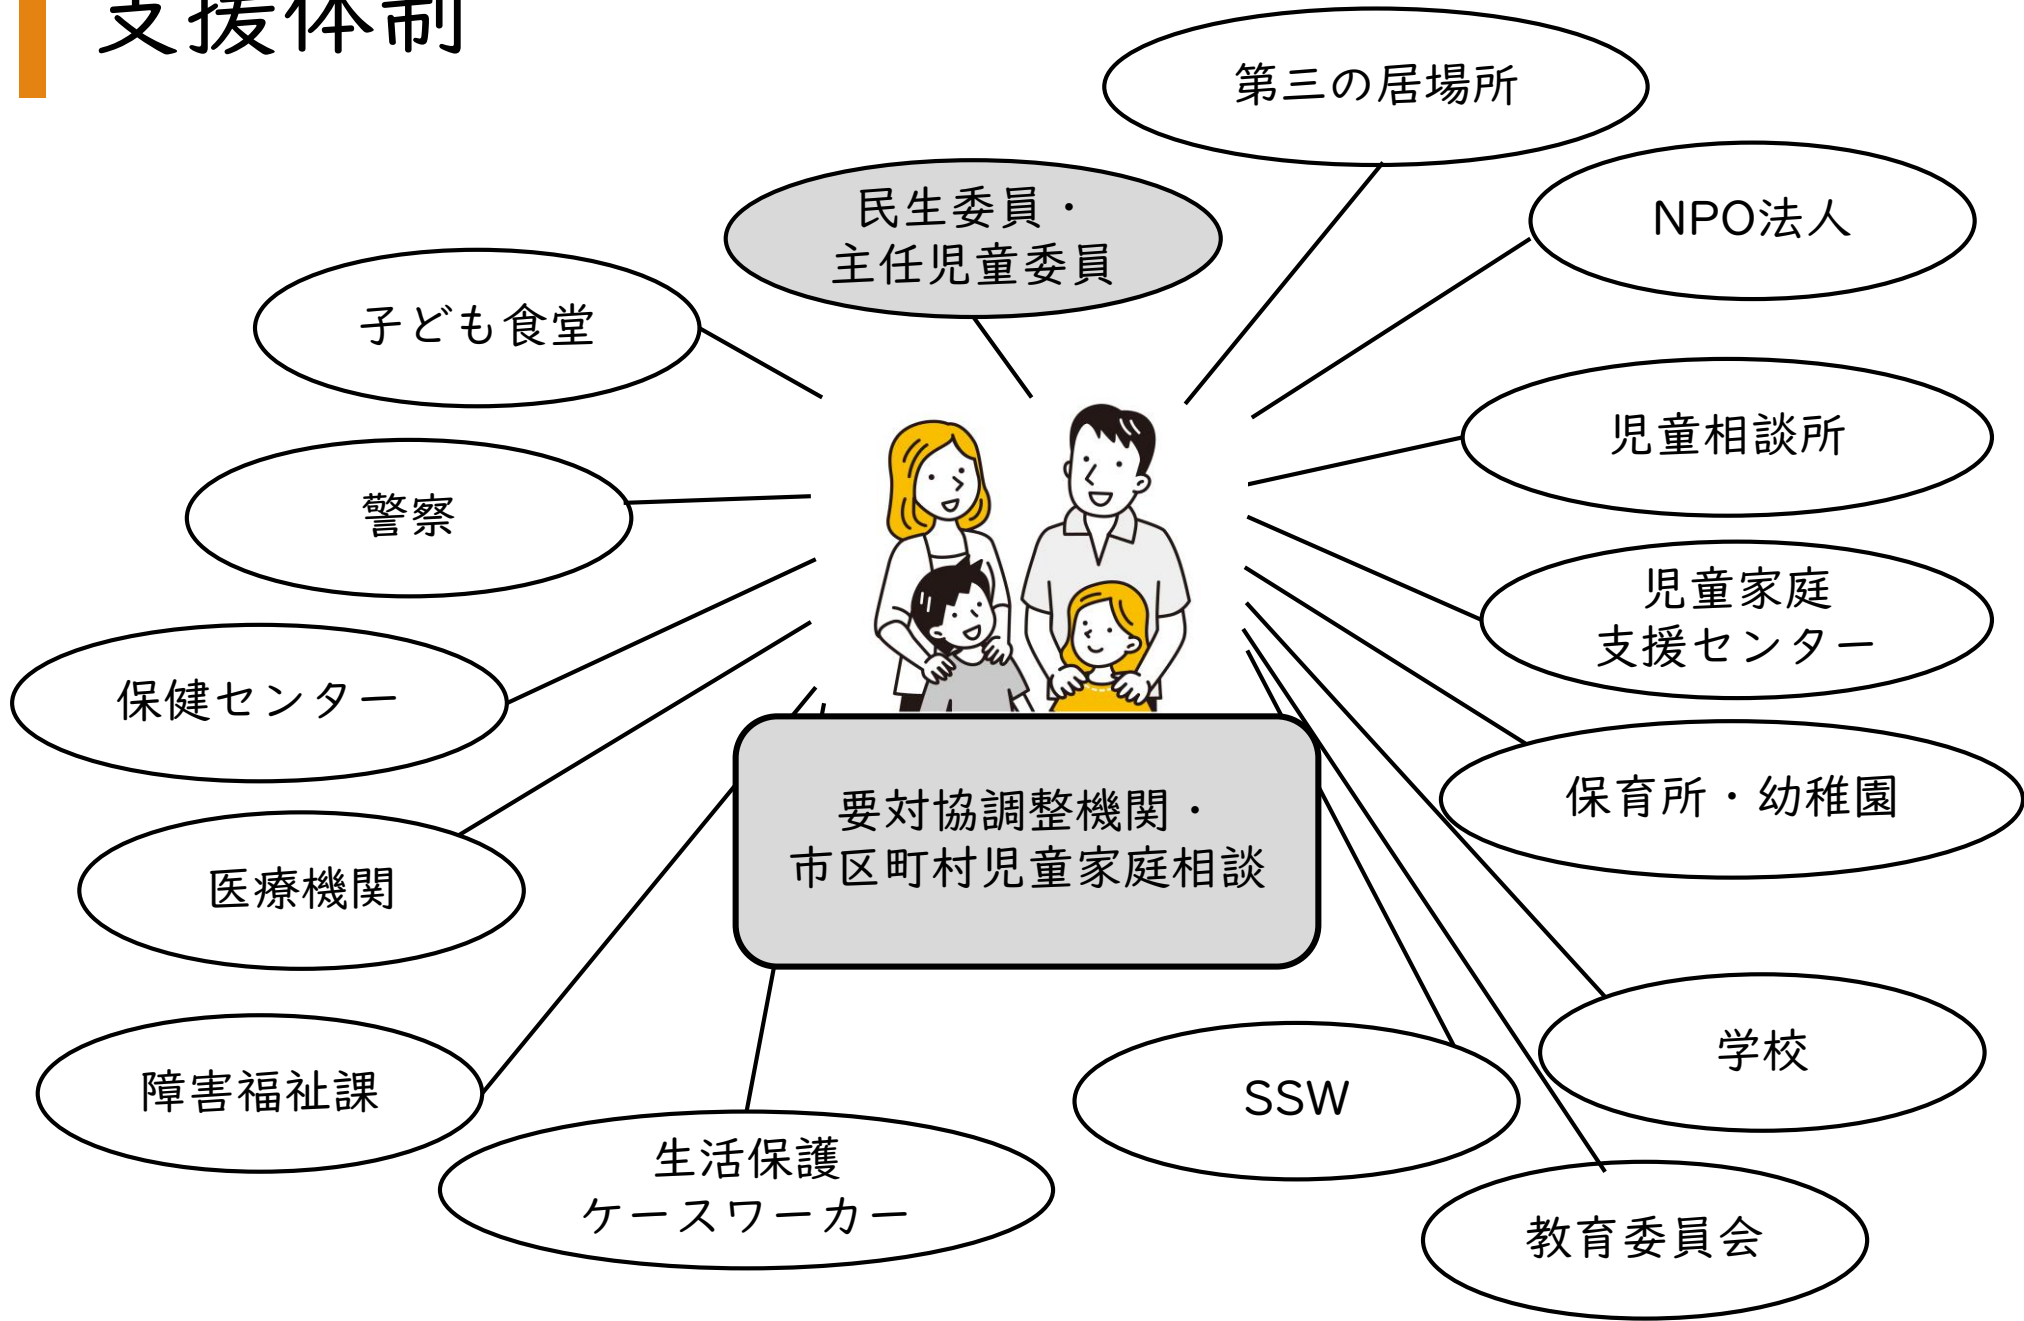 支援体制
第三の居場所
民生委員・
主任児童委員
NPO法人
子ども食堂
児童相談所
警察
児童家庭
支援センター
保健センター
保育所・幼稚園
要対協調整機関・
市区町村児童家庭相談
医療機関
学校
障害福祉課
SSW
生活保護
ケースワーカー
教育委員会